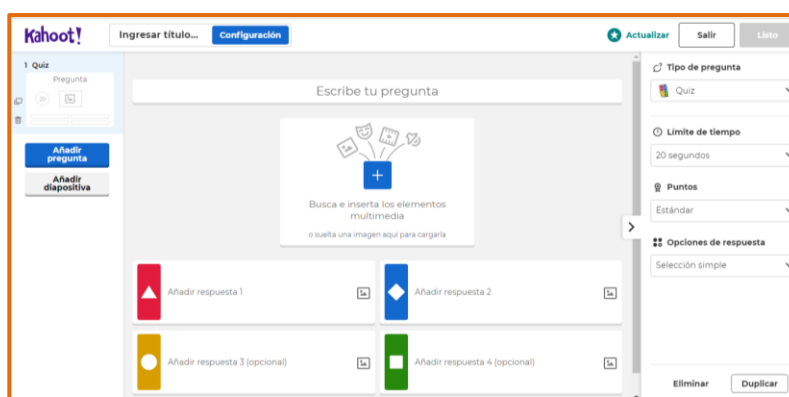 Kahoot!
Ingresar título...
Configuración
Actualizar
Salir
Listo
1 Quiz
Pregunta
20
Añadir
pregunta
Añadir
diapositiva
Escribe tu pregunta
Busca e inserta los elementos
multimedia
o suelta una imagen aquí para cargarla
Añadir respuesta 1
Añadir respuesta 2
Añadir respuesta 3 (opcional)
Añadir respuesta 4 (opcional)
Tipo de pregunta
Quiz
Límite de tiempo
20 segundos
Puntos
Estándar
Opciones de respuesta
Selección simple
Eliminar
Duplicar